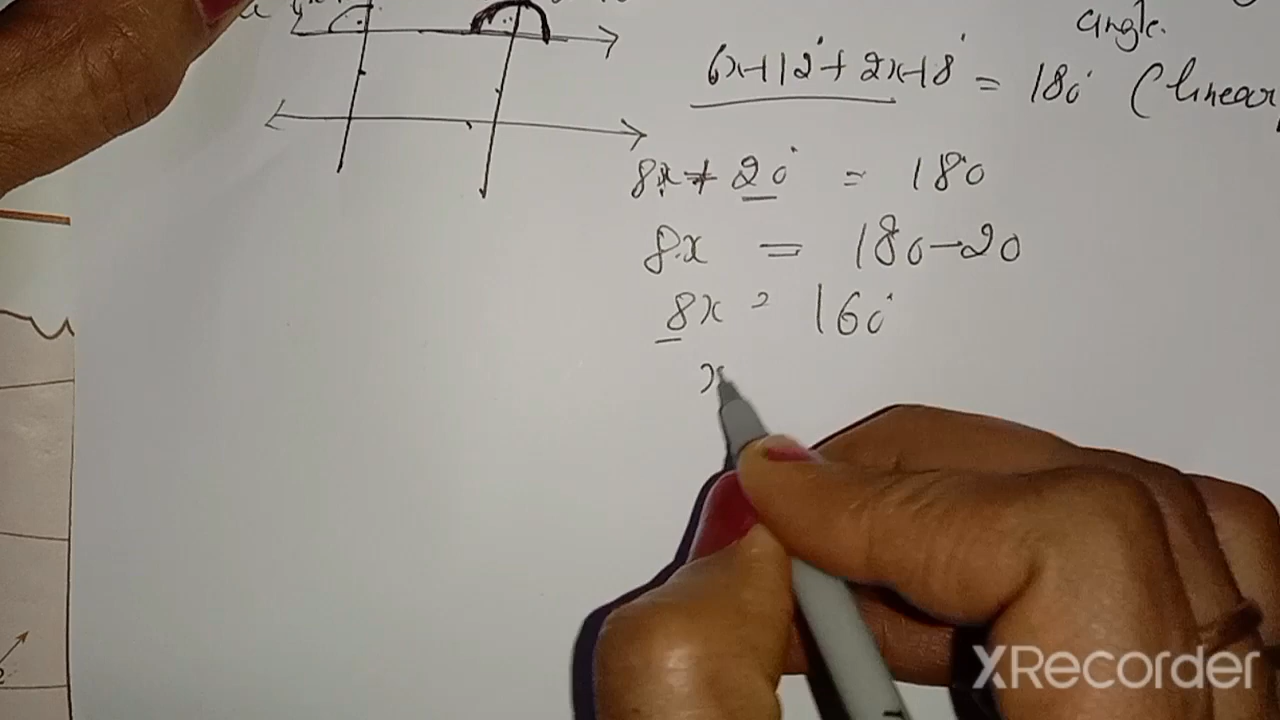 angle.
6x+12° + 2x+8° = 180° (linear
8x + 20° = 180
8x = 180-20
8x = 160°
x
XRecorder